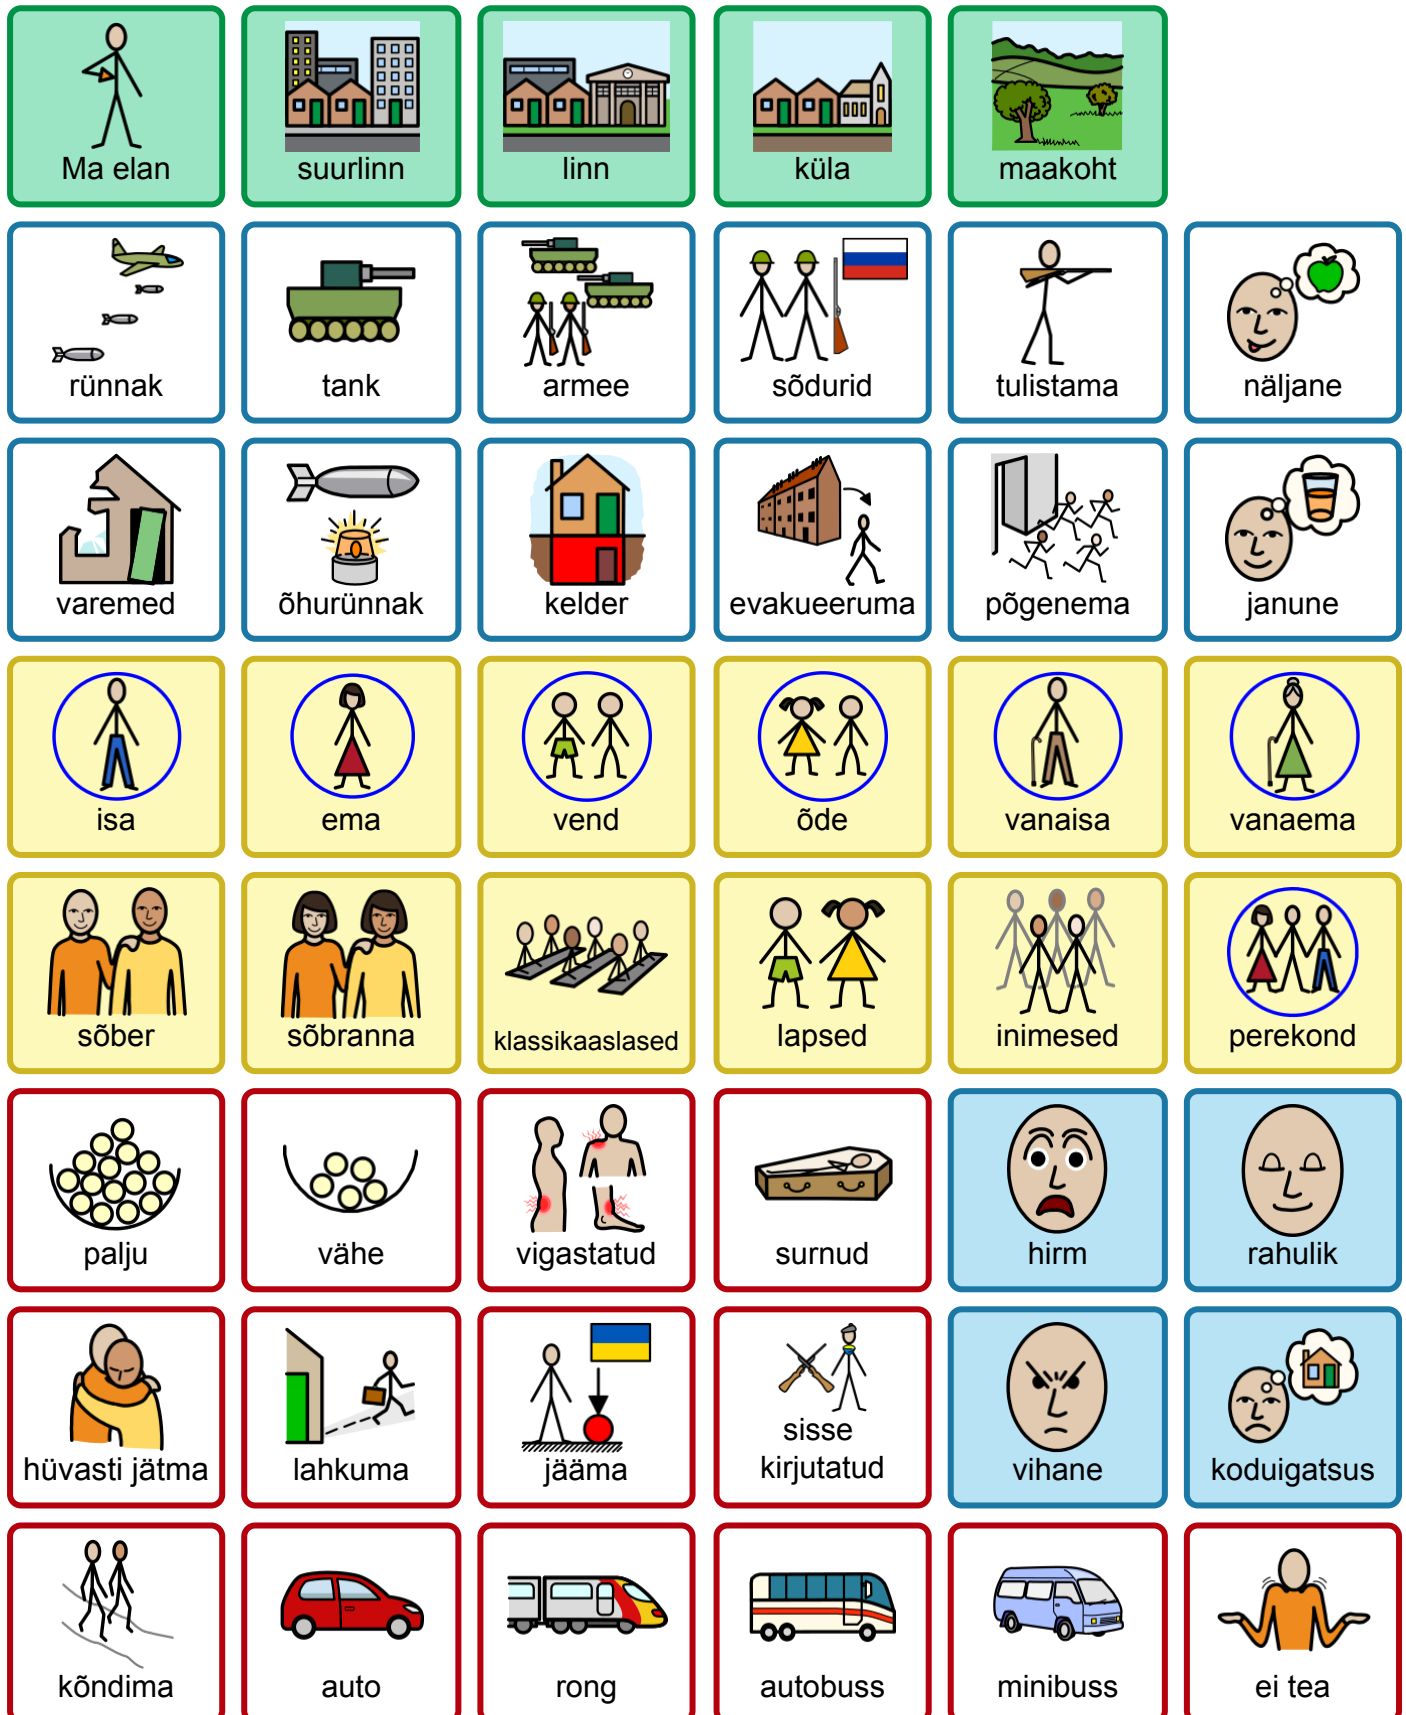 Ma elan
suurlinn
linn
küla
maakoht
rünnak
tank
armee
sõdurid
tulistama
näljane
varemed
õhurünnak
kelder
evakueeruma
põgenema
janune
isa
ema
vend
õde
vanaisa
vanaema
sõber
sõbranna
klassikaaslased
lapsed
inimesed
perekond
palju
vähe
vigastatud
surnud
hirm
rahulik
hüvasti jätma
lahkuma
jääma
sisse
kirjutatud
vihane
koduigatsus
kõndima
auto
rong
autobuss
minibuss
ei tea